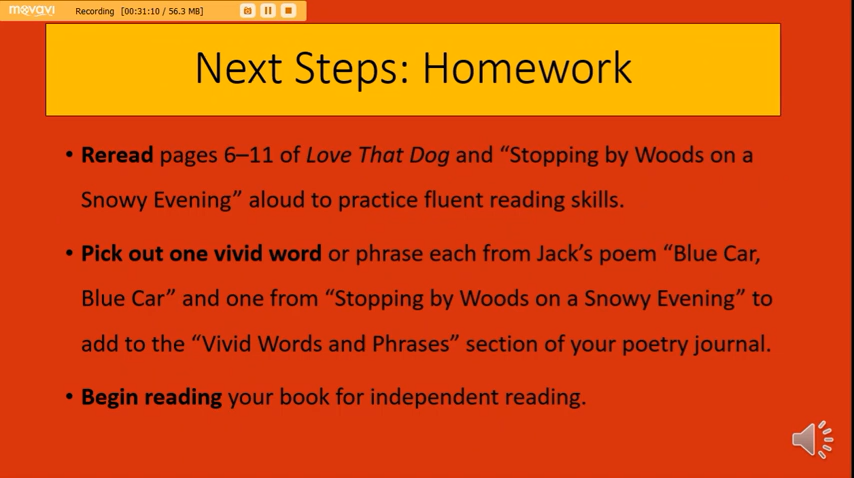 movavi Recording [00:31:10 / 56.3 MB]
Next Steps: Homework
• Reread pages 6–11 of Love That Dog and “Stopping by Woods on a
Snowy Evening” aloud to practice fluent reading skills.
• Pick out one vivid word or phrase each from Jack’s poem “Blue Car,
Blue Car” and one from “Stopping by Woods on a Snowy Evening” to
add to the “Vivid Words and Phrases” section of your poetry journal.
• Begin reading your book for independent reading.